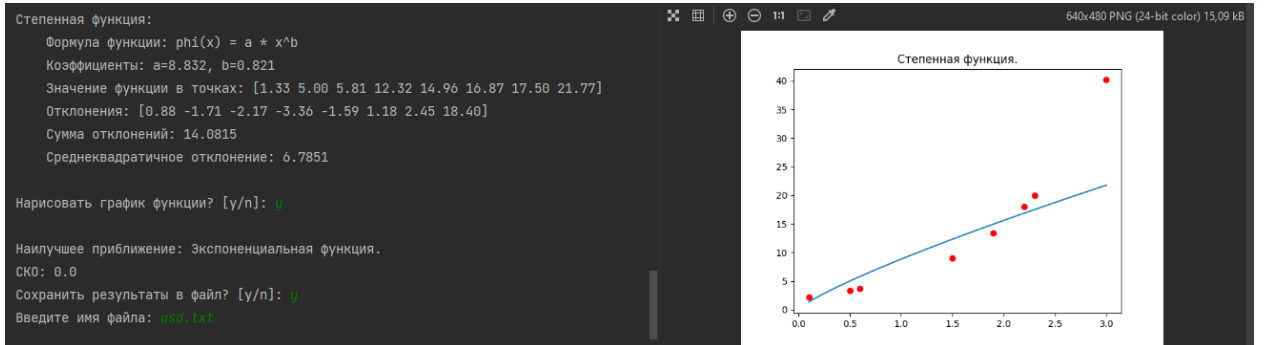 Степенная функция:
Формула функции: phi(x) = a * x^b
Коэффициенты: a=8.832, b=0.821
Значение функции в точках: [1.33 5.00 5.81 12.32 14.96 16.87 17.50 21.77]
Отклонения: [0.88 -1.71 -2.17 -3.36 -1.59 1.18 2.45 18.40]
Сумма отклонений: 14.0815
Среднеквадратичное отклонение: 6.7851
Нарисовать график функции? [y/n]: y
Наилучшее приближение: Экспоненциальная функция.
СКО: 0.0
Сохранить результаты в файл? [y/n]: y
Введите имя файла: asd.txt
1:1
640x480 PNG (24-bit color) 15,09 kB
Степенная функция.
40
35
30
25
20
15
10
5
0
0.0 0.5 1.0 1.5 2.0 2.5 3.0